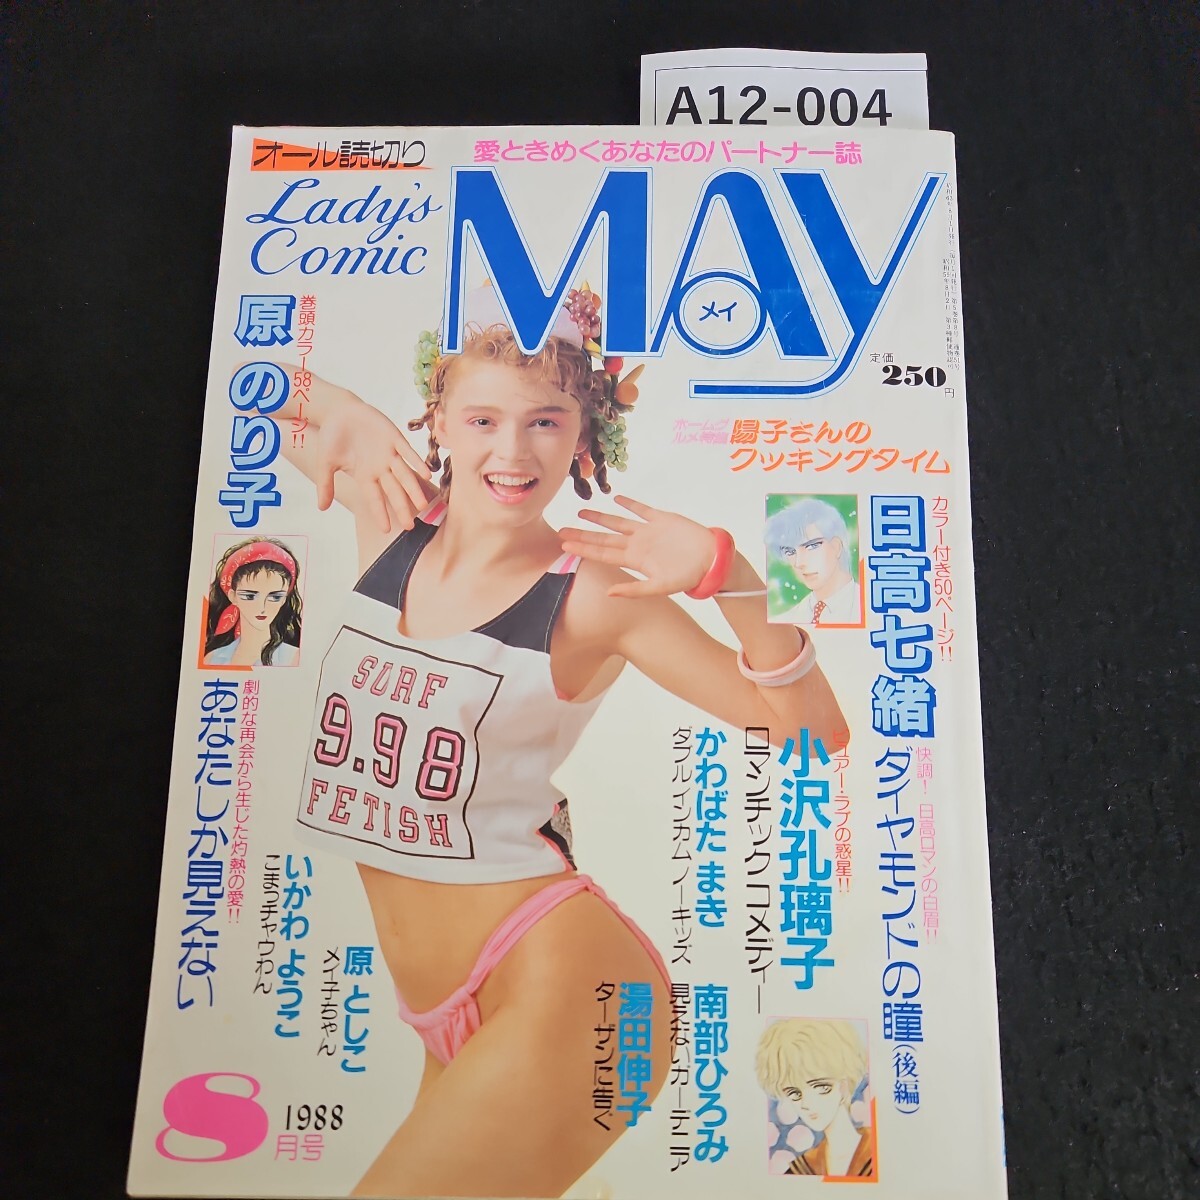 A12-004
オール読切り
愛ときめくあなたのパートナー誌
Lady's
Comic
MAY
メイ
定価
250
円
ホームグ
ルメ特集
陽子さんの
クッキングタイム
巻頭カラー58ページ!!
原のり子
劇的な再会から生じた灼熱の愛!!
あなたしか見えない
カラー付き50ページ!!
日高七緒
快調!日高ロマンの白眉!!
ダイヤモンドの瞳(後編)
ピュアー・ラブの惑星!!
小沢孔璃子
ロマンチックコメディー
かわばたまき
ダブルインカムノーキッズ
南部ひろみ
見えないガーデニア
湯田伸子
ターザンに告ぐ
原としこ
メイ子ちゃん
いかわようこ
こまっチャウわん
SURF
9.98
FETISH
8
1988
月号